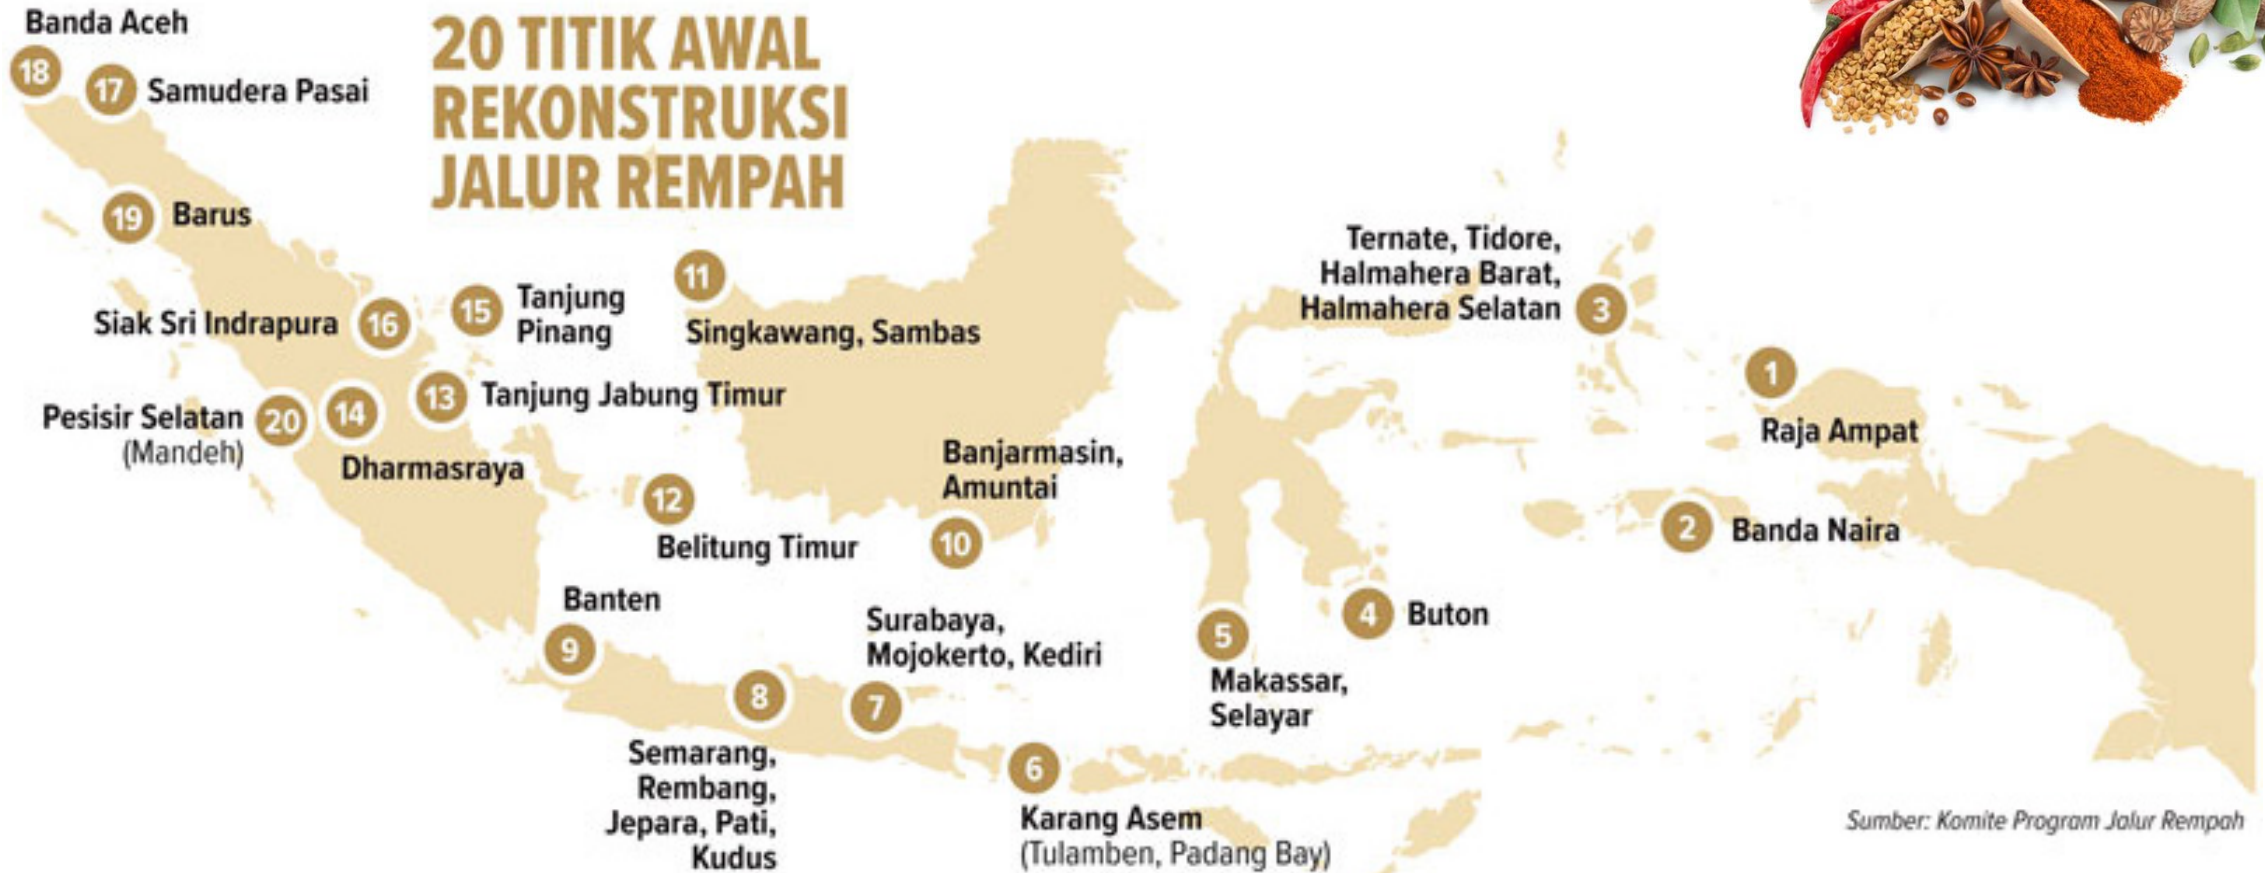 Banda Aceh
18
17
Samudera Pasai
20 TITIK AWAL
REKONSTRUKSI
JALUR REMPAH
19
Barus
Siak Sri Indrapura
16
15
Tanjung
Pinang
11
Singkawang, Sambas
Ternate, Tidore,
Halmahera Barat,
Halmahera Selatan
3
1
Raja Ampat
Pesisir Selatan
(Mandeh)
20
14
Dharmasraya
13
Tanjung Jabung Timur
12
Belitung Timur
Banjarmasin,
Amuntai
10
2
Banda Naira
Banten
9
8
Semarang,
Rembang,
Jepara, Pati,
Kudus
Surabaya,
Mojokerto, Kediri
7
6
Karang Asem
(Tulamben, Padang Bay)
5
Makassar,
Selayar
4
Buton
Sumber: Komite Program Jalur Rempah